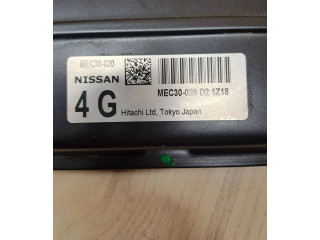 MEC30-020
NISSAN
4 G
MEC30-020 D2 1Z18
Hitachi Ltd, Tokyo Japan